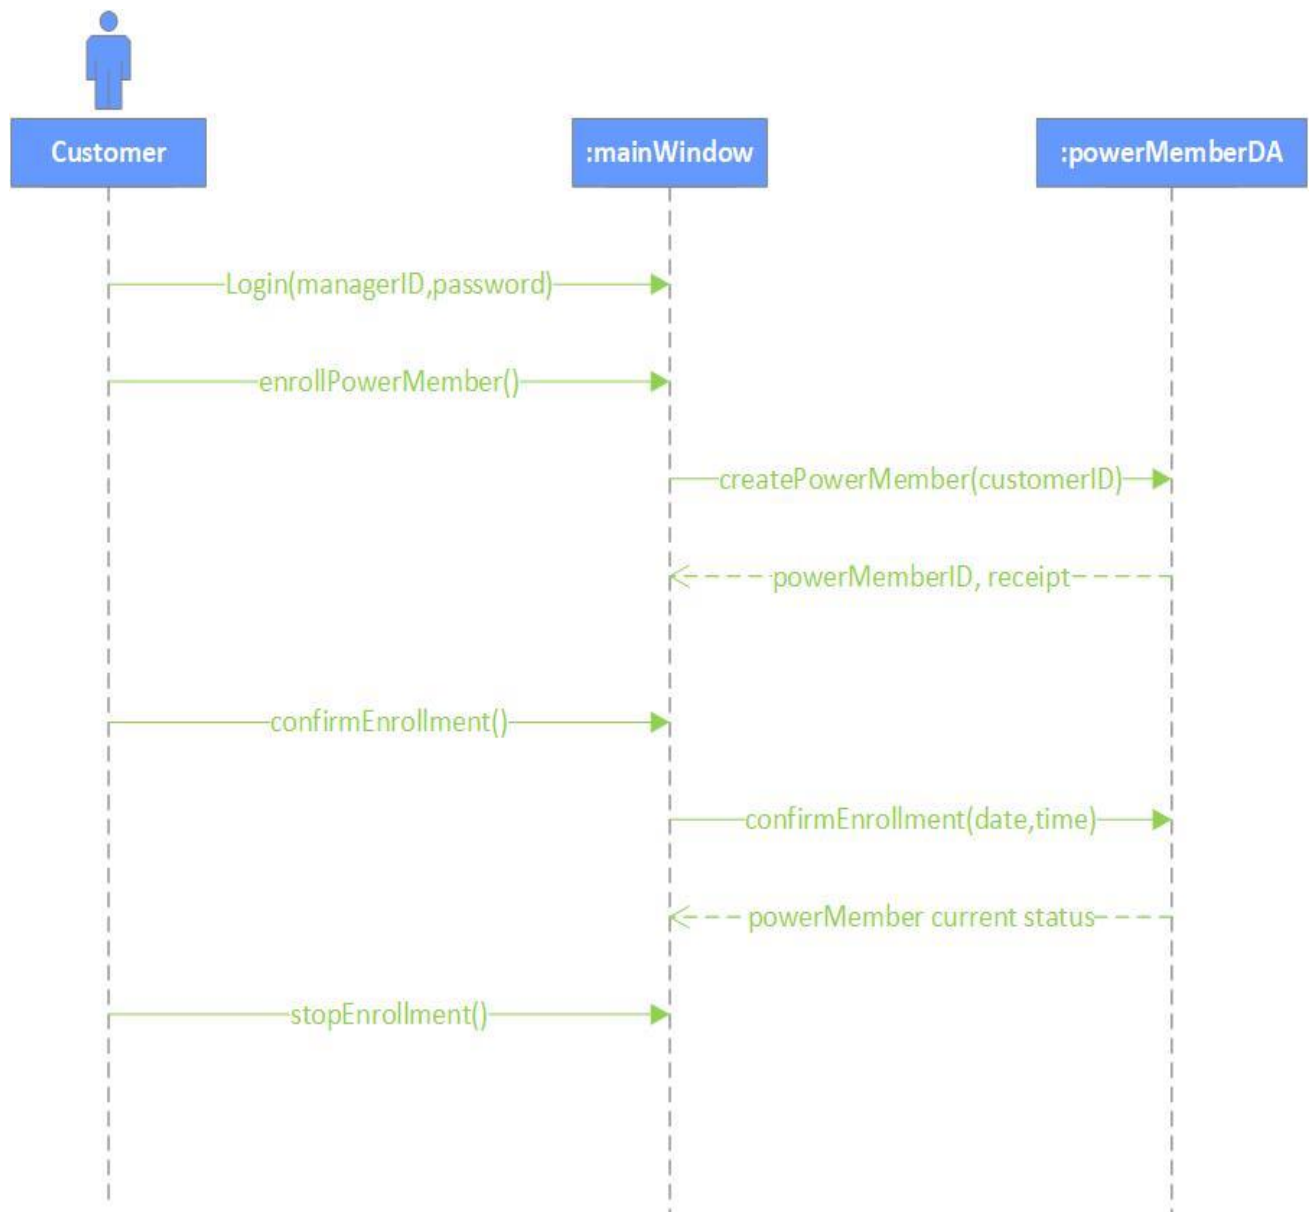 Customer
:mainWindow
:powerMemberDA
Login(managerID,password)
enrollPowerMember()
createPowerMember(customerID)
powerMemberID, receipt
confirmEnrollment()
confirmEnrollment(date,time)
powerMember current status
stopEnrollment()